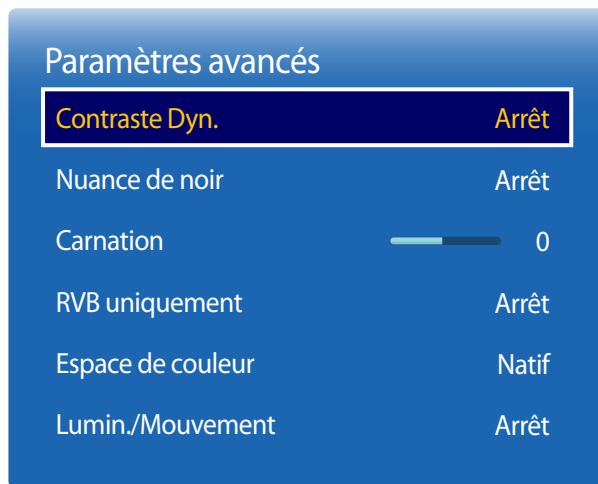 Paramètres avancés
Contraste Dyn. Arrêt
Nuance de noir Arrêt
Carnation 0
RVB uniquement Arrêt
Espace de couleur Natif
Lumin./Mouvement Arrêt